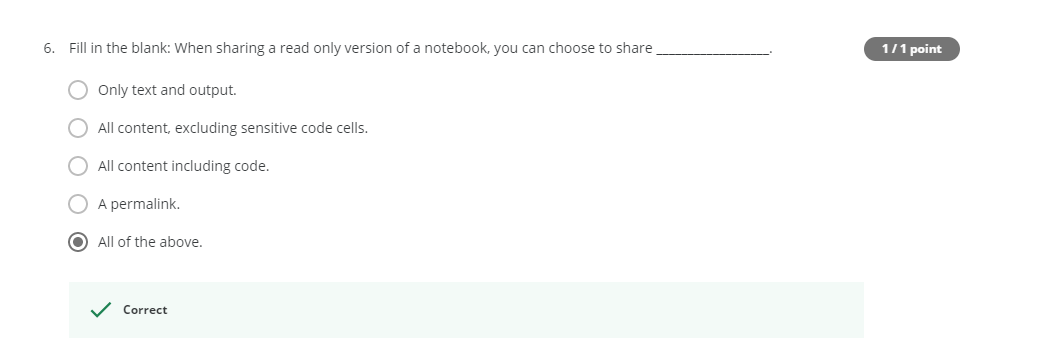 6. Fill in the blank: When sharing a read only version of a notebook, you can choose to share __________________.
1 / 1 point
Only text and output.
All content, excluding sensitive code cells.
All content including code.
A permalink.
All of the above.
Correct